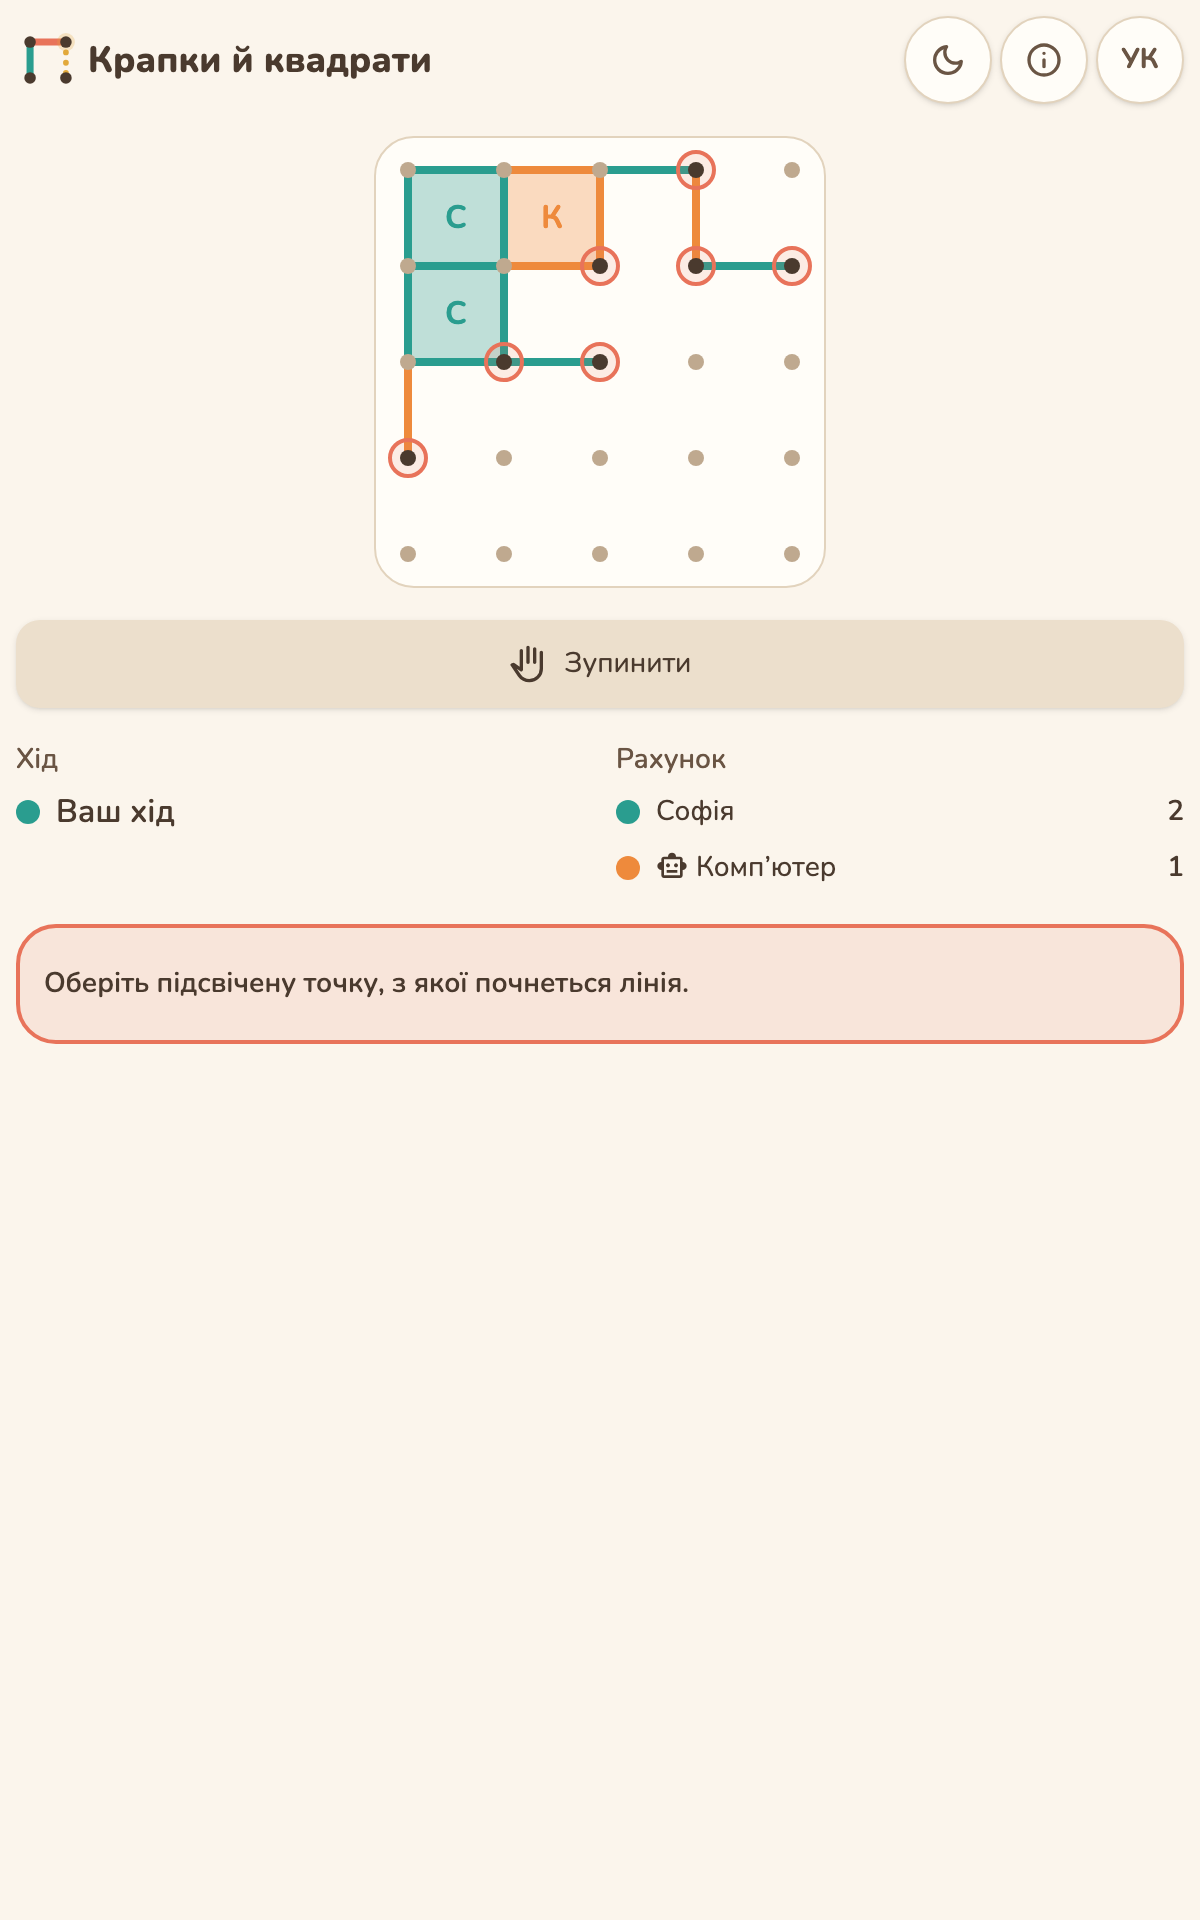 Крапки й квадрати
УК
С
К
С
Зупинити
Хід
Ваш хід
Рахунок
Софія
2
Комп’ютер
1
Оберіть підсвічену точку, з якої почнеться лінія.